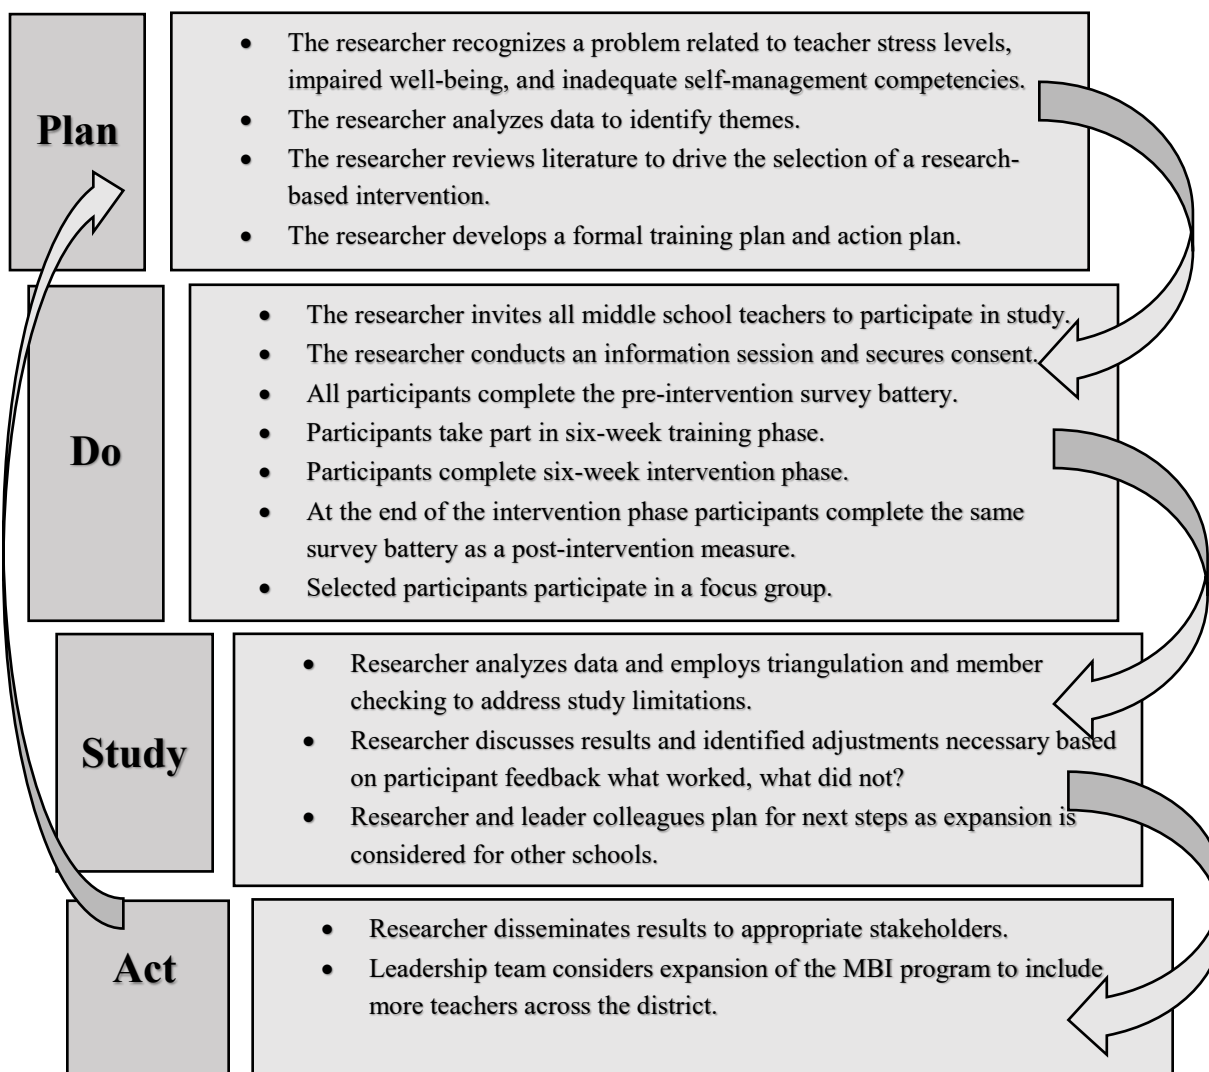 Plan
• The researcher recognizes a problem related to teacher stress levels,
impaired well-being, and inadequate self-management competencies.
• The researcher analyzes data to identify themes.
• The researcher reviews literature to drive the selection of a research-
based intervention.
• The researcher develops a formal training plan and action plan.
Do
• The researcher invites all middle school teachers to participate in study.
• The researcher conducts an information session and secures consent.
• All participants complete the pre-intervention survey battery.
• Participants take part in six-week training phase.
• Participants complete six-week intervention phase.
• At the end of the intervention phase participants complete the same
survey battery as a post-intervention measure.
• Selected participants participate in a focus group.
Study
• Researcher analyzes data and employs triangulation and member
checking to address study limitations.
• Researcher discusses results and identified adjustments necessary based
on participant feedback what worked, what did not?
• Researcher and leader colleagues plan for next steps as expansion is
considered for other schools.
Act
• Researcher disseminates results to appropriate stakeholders.
• Leadership team considers expansion of the MBI program to include
more teachers across the district.